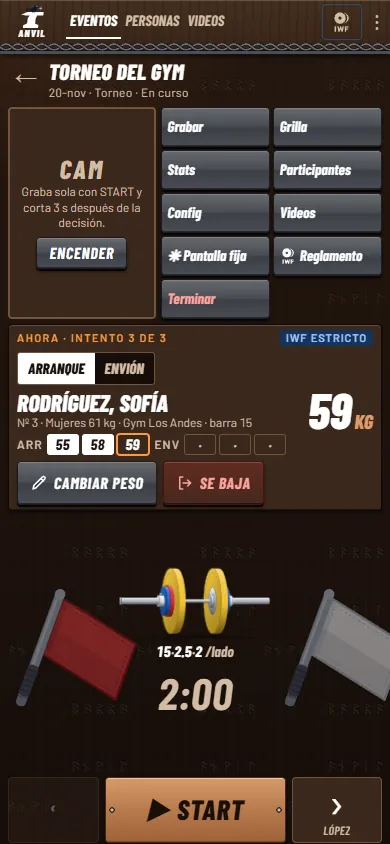 ANVIL
EVENTOS PERSONAS VIDEOS
IWF
← TORNEO DEL GYM
20-nov · Torneo · En curso
CAM
Graba sola con START y
corta 3 s después de la
decisión.
ENCENDER
Grabar
Grilla
Stats
Participantes
Config
Videos
Pantalla fija
IWF Reglamento
Terminar
AHORA · INTENTO 3 DE 3
IWF ESTRICTO
ARRANQUE ENVIÓN
RODRÍGUEZ, SOFÍA
Nº 3 · Mujeres 61 kg · Gym Los Andes · barra 15
59 KG
ARR 55 58 59 ENV · · ·
CAMBIAR PESO
SE BAJA
15·2,5·2 /lado
2:00
‹
▶ START
›
LÓPEZ